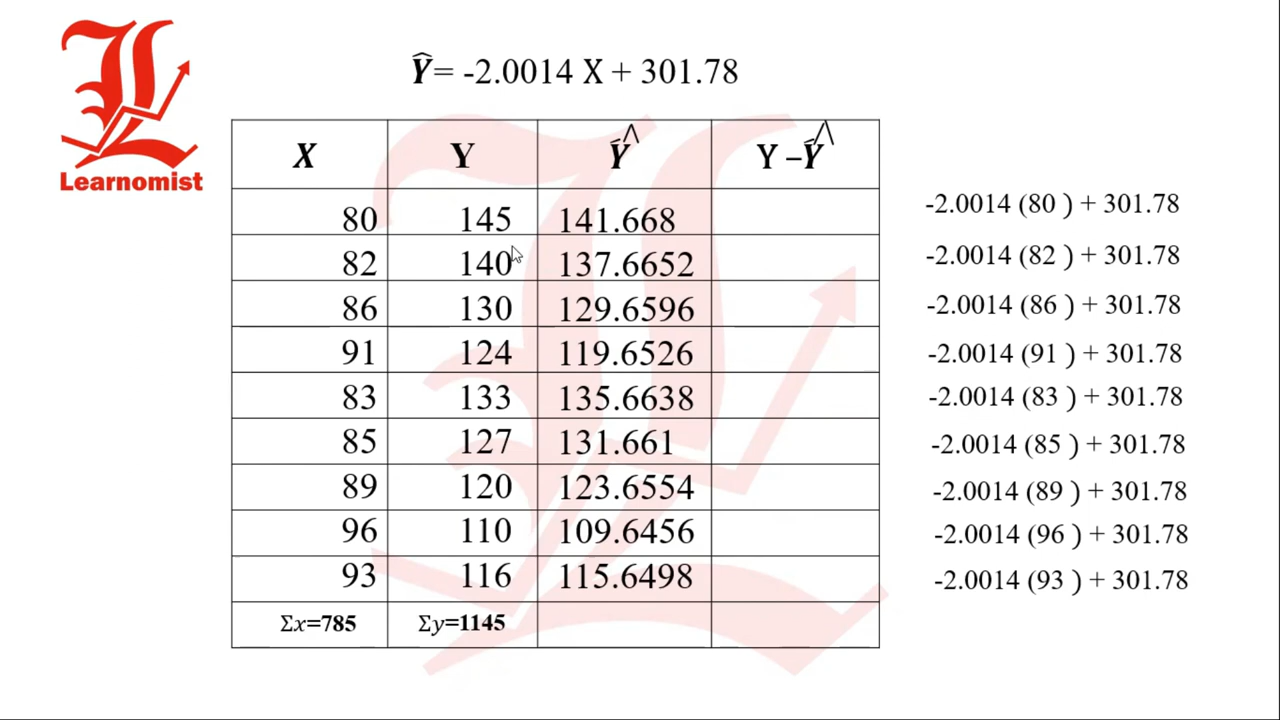 Learnomist
Ŷ= -2.0014 X + 301.78
X Y Ŷ Y –Ŷ
80 145 141.668 -2.0014 (80 ) + 301.78
82 140 137.6652 -2.0014 (82 ) + 301.78
86 130 129.6596 -2.0014 (86 ) + 301.78
91 124 119.6526 -2.0014 (91 ) + 301.78
83 133 135.6638 -2.0014 (83 ) + 301.78
85 127 131.661 -2.0014 (85 ) + 301.78
89 120 123.6554 -2.0014 (89 ) + 301.78
96 110 109.6456 -2.0014 (96 ) + 301.78
93 116 115.6498 -2.0014 (93 ) + 301.78
Σx=785 Σy=1145